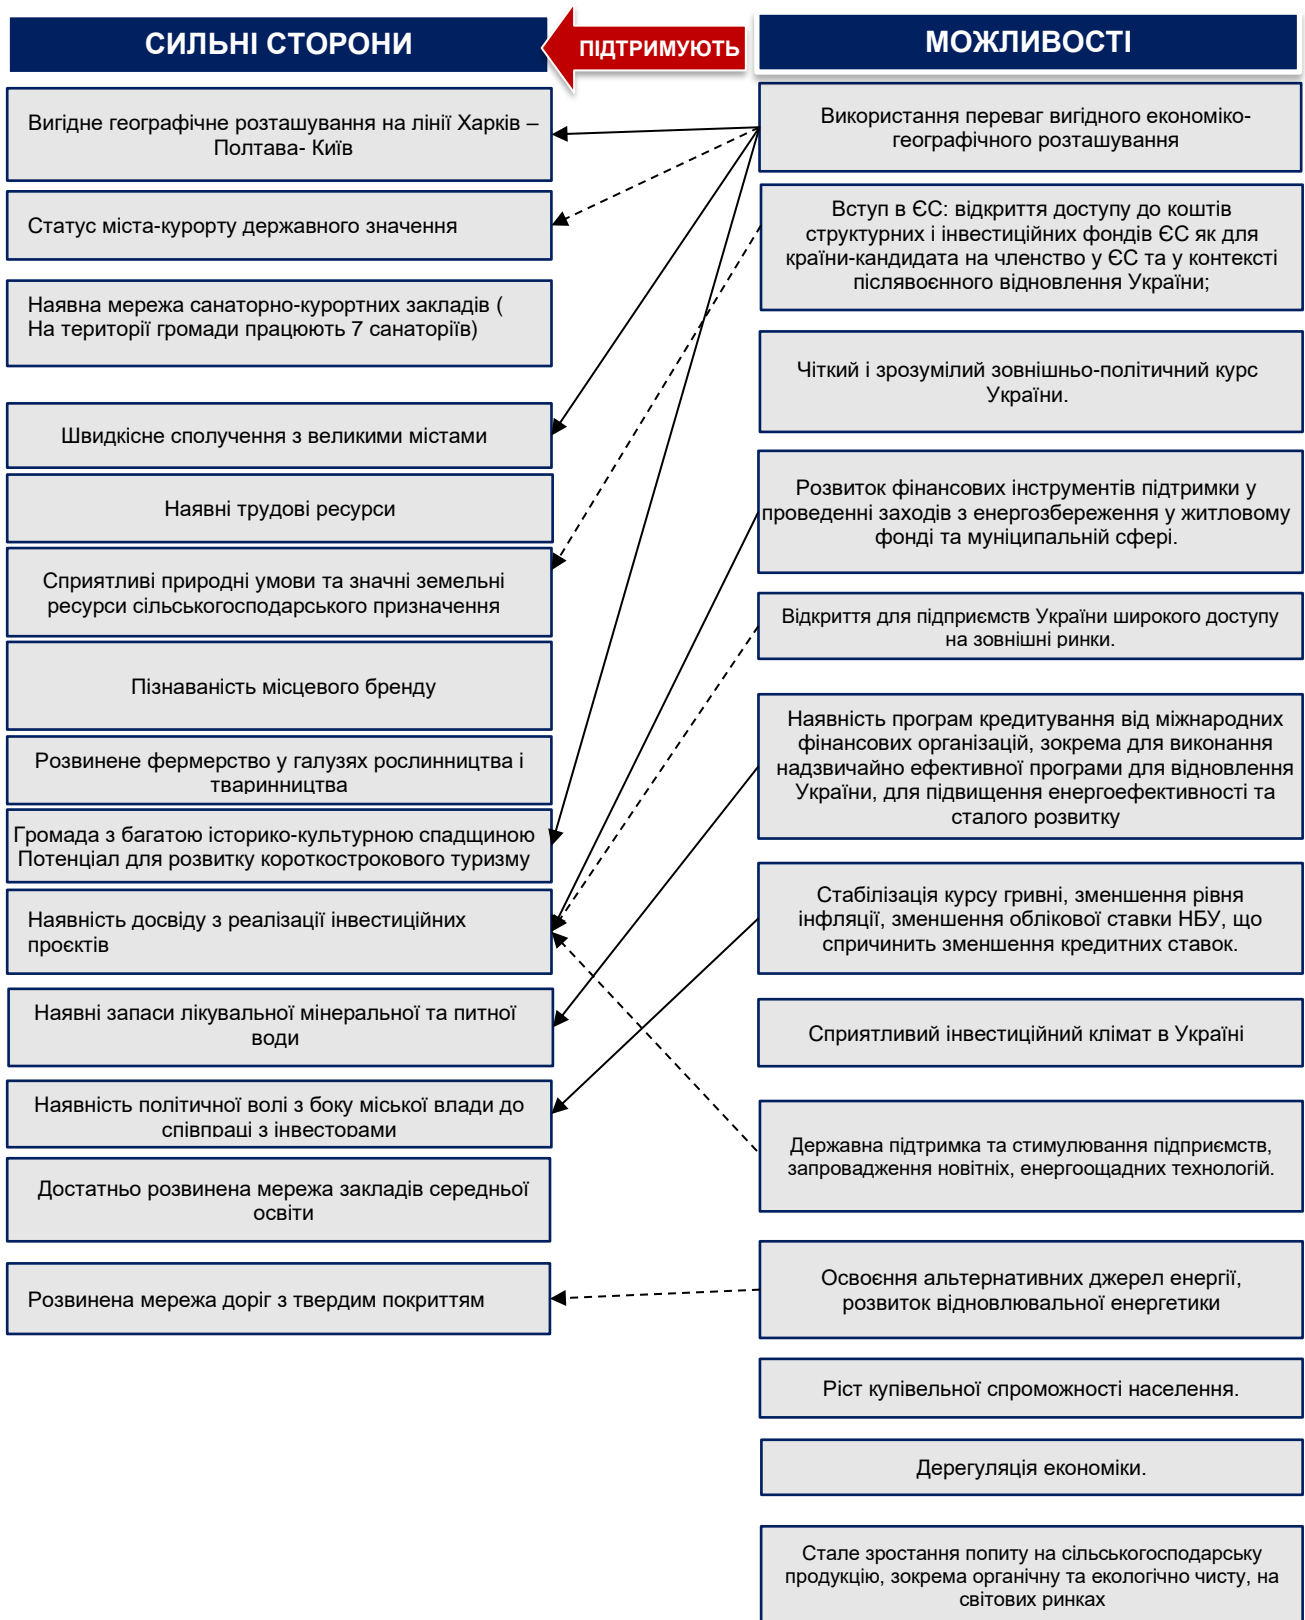 СИЛЬНІ СТОРОНИ
ПІДТРИМУЮТЬ
МОЖЛИВОСТІ
Вигідне географічне розташування на лінії Харків –
Полтава- Київ
Статус міста-курорту державного значення
Наявна мережа санаторно-курортних закладів (
На території громади працюють 7 санаторіїв)
Швидкісне сполучення з великими містами
Наявні трудові ресурси
Сприятливі природні умови та значні земельні
ресурси сільськогосподарського призначення
Пізнаваність місцевого бренду
Розвинене фермерство у галузях рослинництва і
тваринництва
Громада з багатою історико-культурною спадщиною
Потенціал для розвитку короткострокового туризму
Наявність досвіду з реалізації інвестиційних
проєктів
Наявні запаси лікувальної мінеральної та питної
води
Наявність політичної волі з боку міської влади до
співпраці з інвесторами
Достатньо розвинена мережа закладів середньої
освіти
Розвинена мережа доріг з твердим покриттям
Використання переваг вигідного економіко-
географічного розташування
Вступ в ЄС: відкриття доступу до коштів
структурних і інвестиційних фондів ЄС як для
країни-кандидата на членство у ЄС та у контексті
післявоєнного відновлення України;
Чіткий і зрозумілий зовнішньо-політичний курс
України.
Розвиток фінансових інструментів підтримки у
проведенні заходів з енергозбереження у житловому
фонді та муніципальній сфері.
Відкриття для підприємств України широкого доступу
на зовнішні ринки.
Наявність програм кредитування від міжнародних
фінансових організацій, зокрема для виконання
надзвичайно ефективної програми для відновлення
України, для підвищення енергоефективності та
сталого розвитку
Стабілізація курсу гривні, зменшення рівня
інфляції, зменшення облікової ставки НБУ, що
спричинить зменшення кредитних ставок.
Сприятливий інвестиційний клімат в Україні
Державна підтримка та стимулювання підприємств,
запровадження новітніх, енергоощадних технологій.
Освоєння альтернативних джерел енергії,
розвиток відновлювальної енергетики
Ріст купівельної спроможності населення.
Дерегуляція економіки.
Стале зростання попиту на сільськогосподарську
продукцію, зокрема органічну та екологічно чисту, на
світових ринках